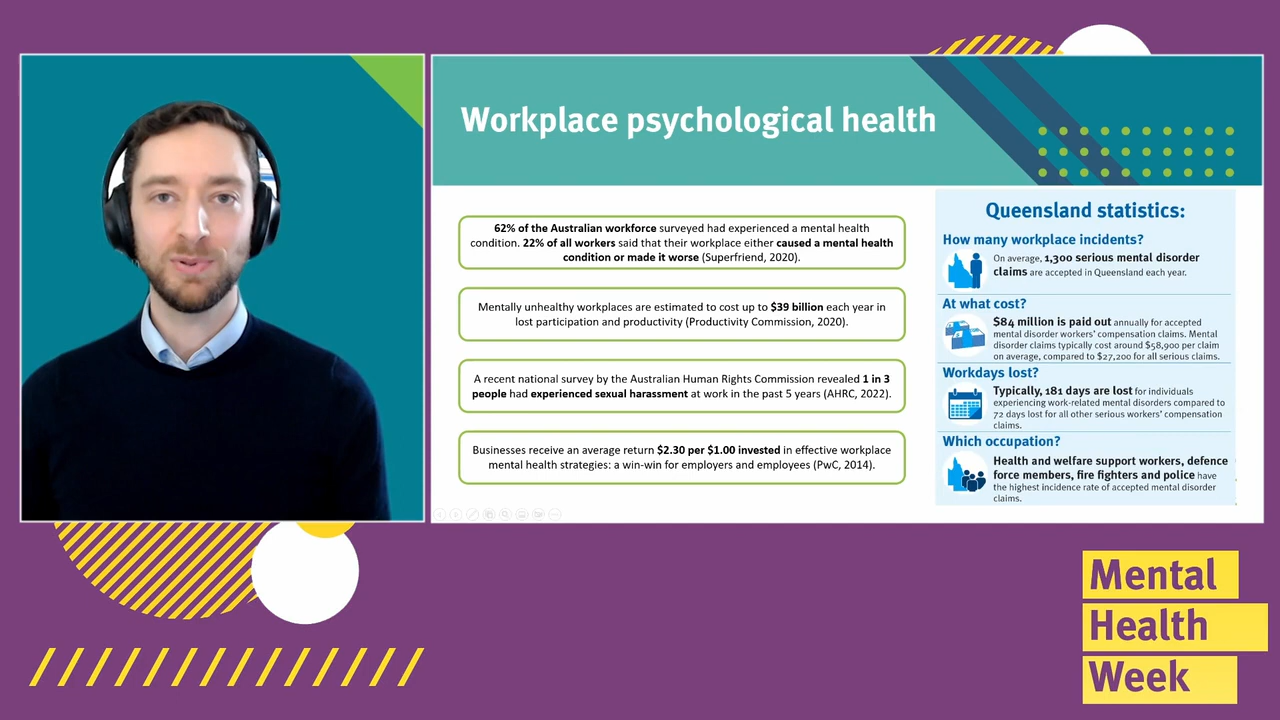 Workplace psychological health
62% of the Australian workforce surveyed had experienced a mental health
condition. 22% of all workers said that their workplace either caused a mental health
condition or made it worse (Superfriend, 2020).
Mentally unhealthy workplaces are estimated to cost up to $39 billion each year in
lost participation and productivity (Productivity Commission, 2020).
A recent national survey by the Australian Human Rights Commission revealed 1 in 3
people had experienced sexual harassment at work in the past 5 years (AHRC, 2022).
Businesses receive an average return $2.30 per $1.00 invested in effective workplace
mental health strategies: a win-win for employers and employees (PwC, 2014).
Queensland statistics:
How many workplace incidents?
On average, 1,300 serious mental disorder
claims are accepted in Queensland each year.
At what cost?
$84 million is paid out annually for accepted
mental disorder workers' compensation claims. Mental
disorder claims typically cost around $58,900 per claim
on average, compared to $27,200 for all serious claims.
Workdays lost?
Typically, 181 days are lost for individuals
experiencing work-related mental disorders compared to
72 days lost for all other serious workers' compensation
claims.
Which occupation?
Health and welfare support workers, defence
force members, fire fighters and police have
the highest incidence rate of accepted mental disorder
claims.
Mental
Health
Week